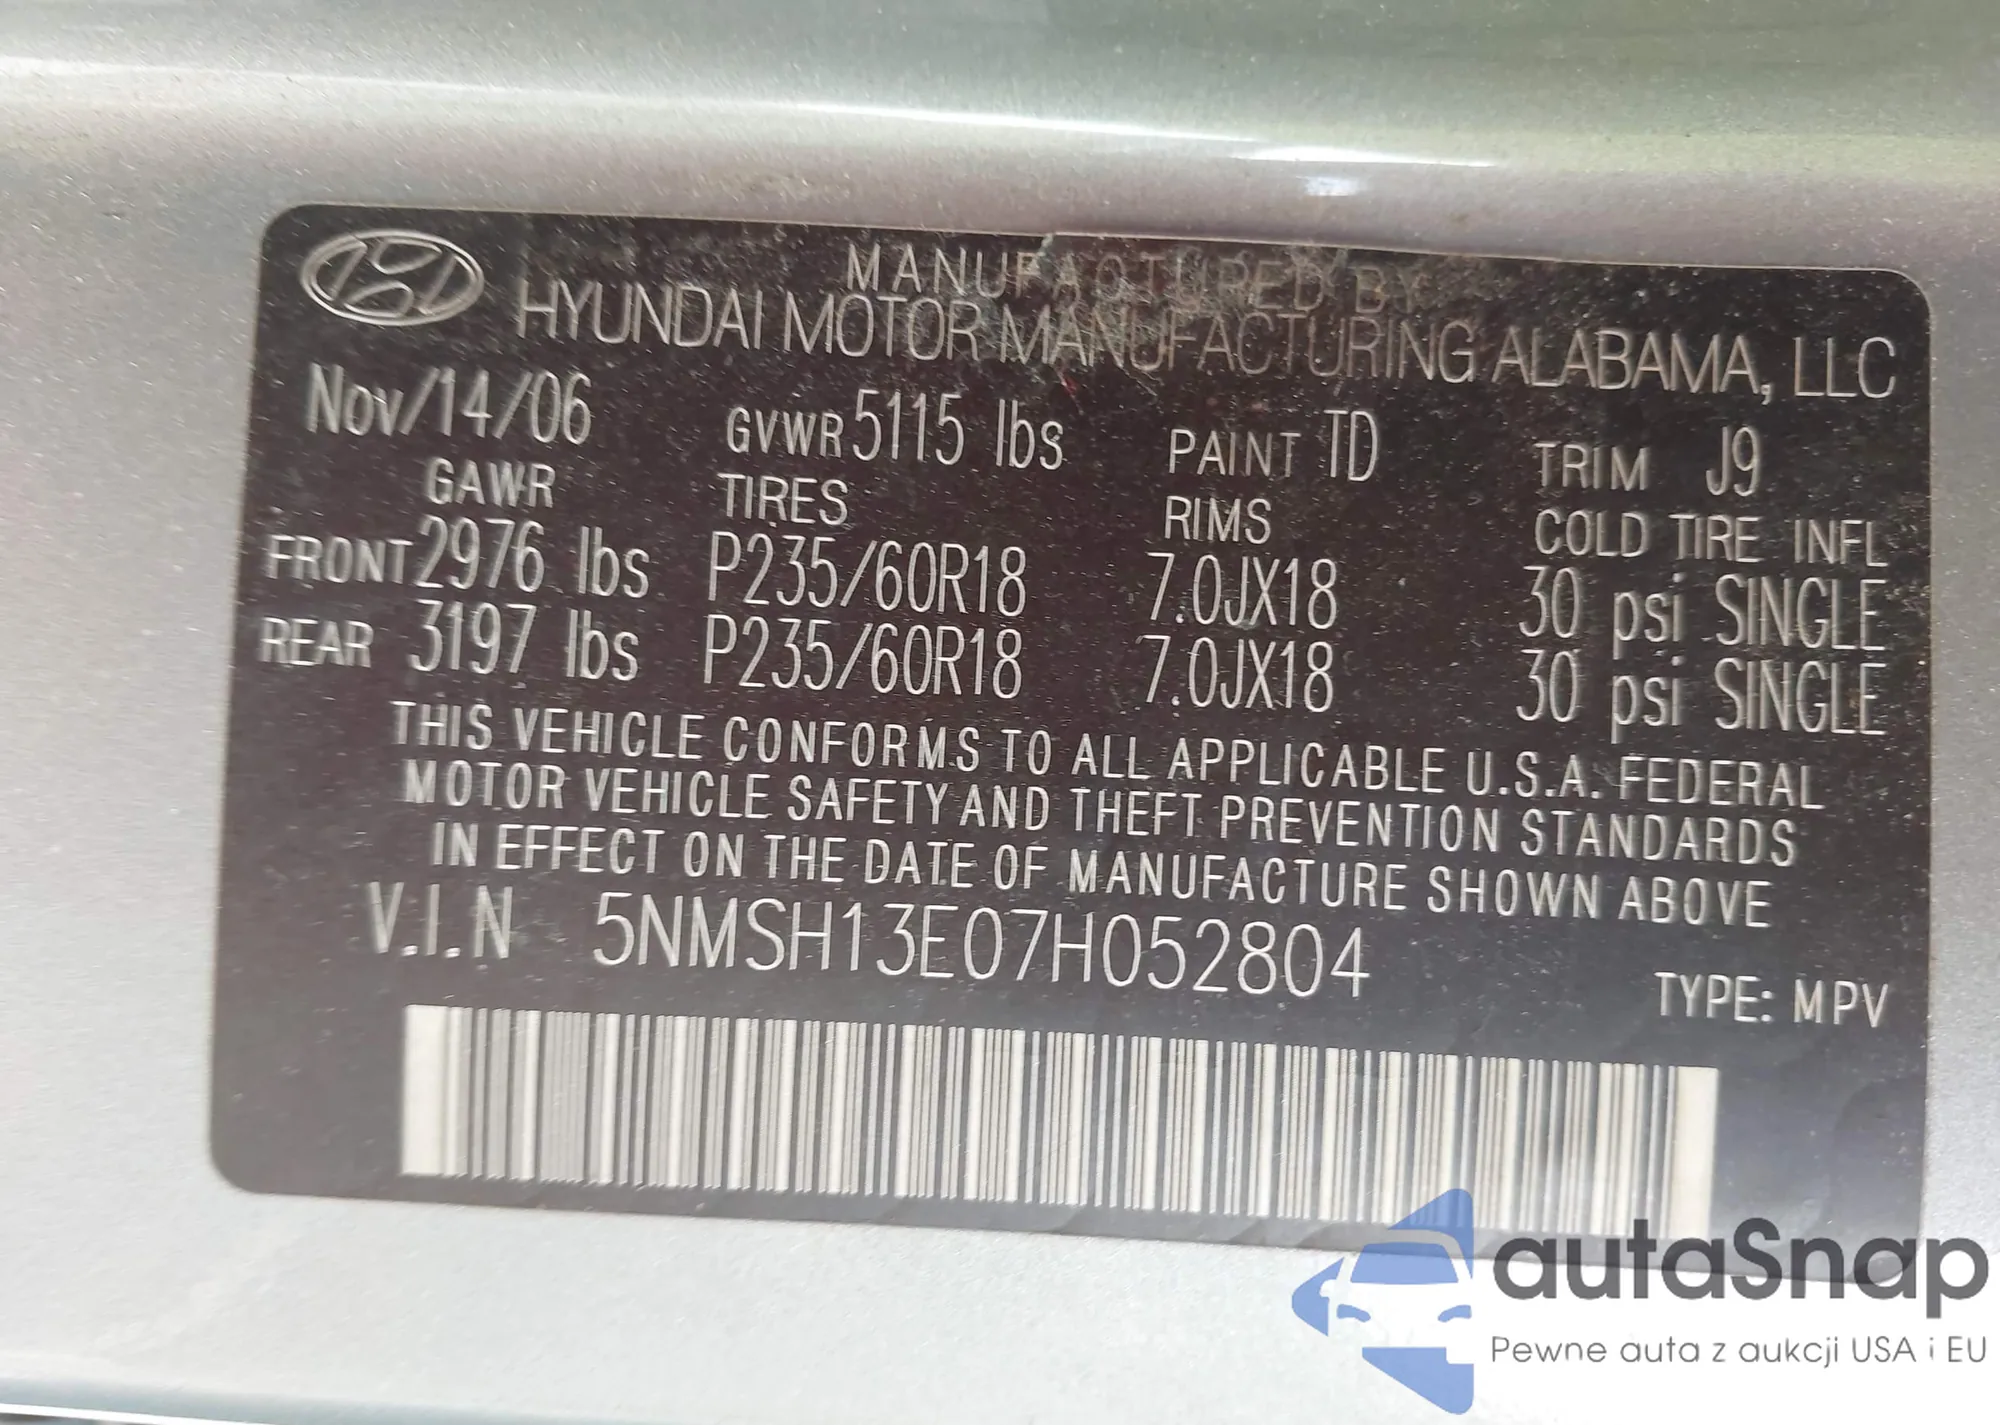 MANUFACTURED BY
HYUNDAI MOTOR MANUFACTURING ALABAMA, LLC
Nov/14/06 GVWR 5115 lbs PAINT TD TRIM J9
GAWR TIRES RIMS COLD TIRE INFL
FRONT 2976 lbs P235/60R18 7.0JX18 30 psi SINGLE
REAR 3197 lbs P235/60R18 7.0JX18 30 psi SINGLE
THIS VEHICLE CONFORMS TO ALL APPLICABLE U.S.A. FEDERAL
MOTOR VEHICLE SAFETY AND THEFT PREVENTION STANDARDS
IN EFFECT ON THE DATE OF MANUFACTURE SHOWN ABOVE
V.I.N 5NMSH13E07H052804
TYPE: MPV
autaSnap
Pewne auta z aukcji USA i EU